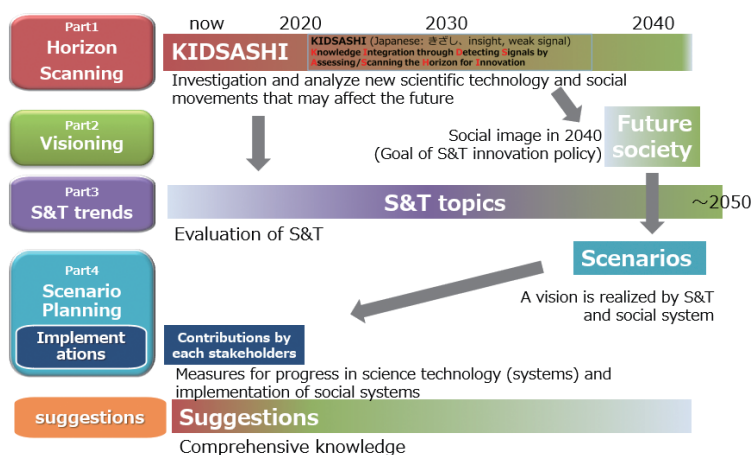 now 2020 2030 2040
Part1
Horizon
Scanning
KIDSASHI
KIDSASHI (Japanese: きざし、insight, weak signal)
Knowledge Integration through Detecting Signals by
Assessing/Scanning the Horizon for Innovation
Investigation and analyze new scientific technology and social
movements that may affect the future
Part2
Visioning
Social image in 2040
(Goal of S&T innovation policy)
Future
society
Part3
S&T trends
S&T topics
～2050
Evaluation of S&T
Part4
Scenario
Planning
Implement
ations
Scenarios
A vision is realized by S&T
and social system
Contributions by
each stakeholders
Measures for progress in science technology (systems) and
implementation of social systems
suggestions
Suggestions
Comprehensive knowledge